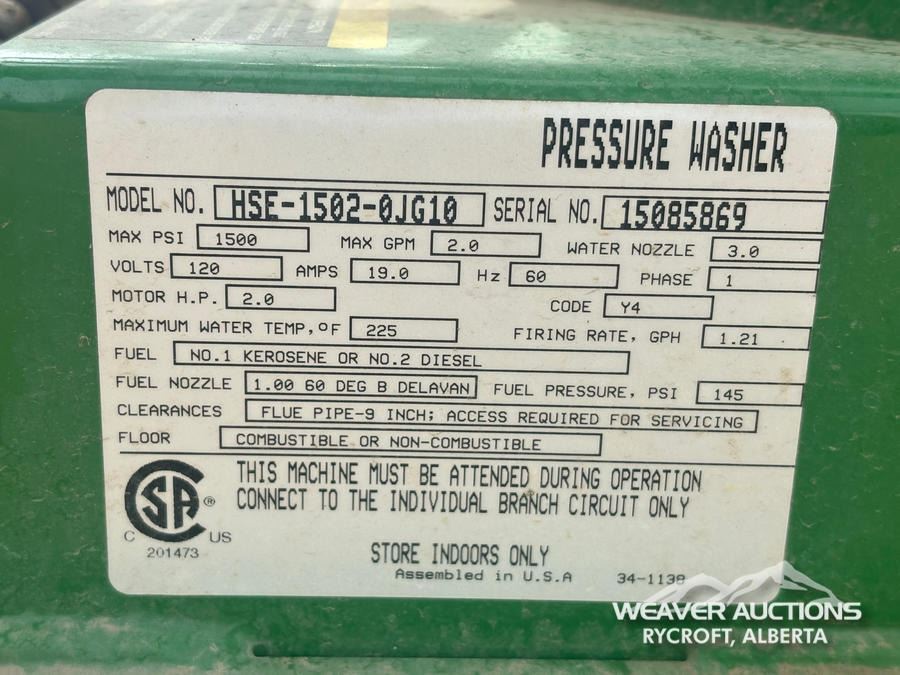 PRESSURE WASHER
MODEL NO. HSE-1502-0JG10 SERIAL NO. 15085869
MAX PSI 1500 MAX GPM 2.0 WATER NOZZLE 3.0
VOLTS 120 AMPS 19.0 Hz 60 PHASE 1
MOTOR H.P. 2.0 CODE Y4
MAXIMUM WATER TEMP,ºF 225 FIRING RATE, GPH 1.21
FUEL NO.1 KEROSENE OR NO.2 DIESEL
FUEL NOZZLE 1.00 60 DEG B DELAVAN FUEL PRESSURE, PSI 145
CLEARANCES FLUE PIPE-9 INCH; ACCESS REQUIRED FOR SERVICING
FLOOR COMBUSTIBLE OR NON-COMBUSTIBLE
THIS MACHINE MUST BE ATTENDED DURING OPERATION
CONNECT TO THE INDIVIDUAL BRANCH CIRCUIT ONLY
CSA ®
C US
201473
STORE INDOORS ONLY
Assembled in U.S.A 34-1138
WEAVER AUCTIONS
RYCROFT, ALBERTA